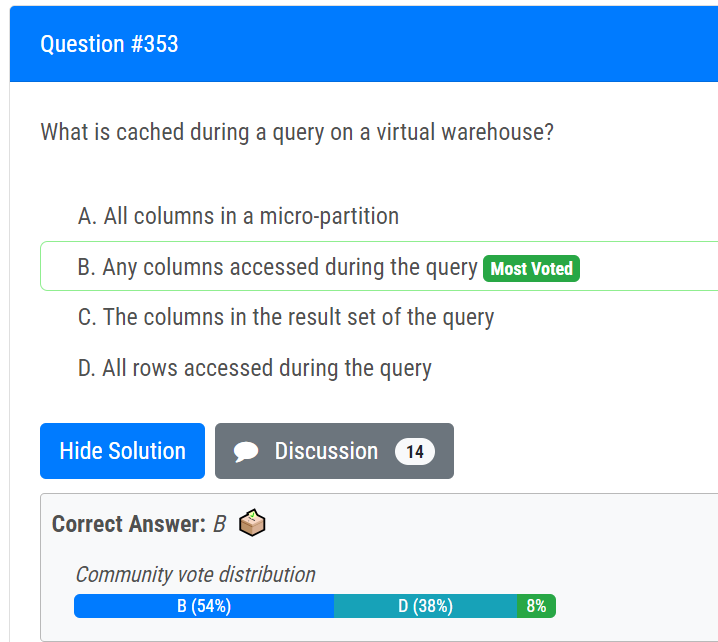 Question #353
What is cached during a query on a virtual warehouse?
A. All columns in a micro-partition
B. Any columns accessed during the query Most Voted
C. The columns in the result set of the query
D. All rows accessed during the query
Hide Solution Discussion 14
Correct Answer: B
Community vote distribution
B (54%) D (38%) 8%